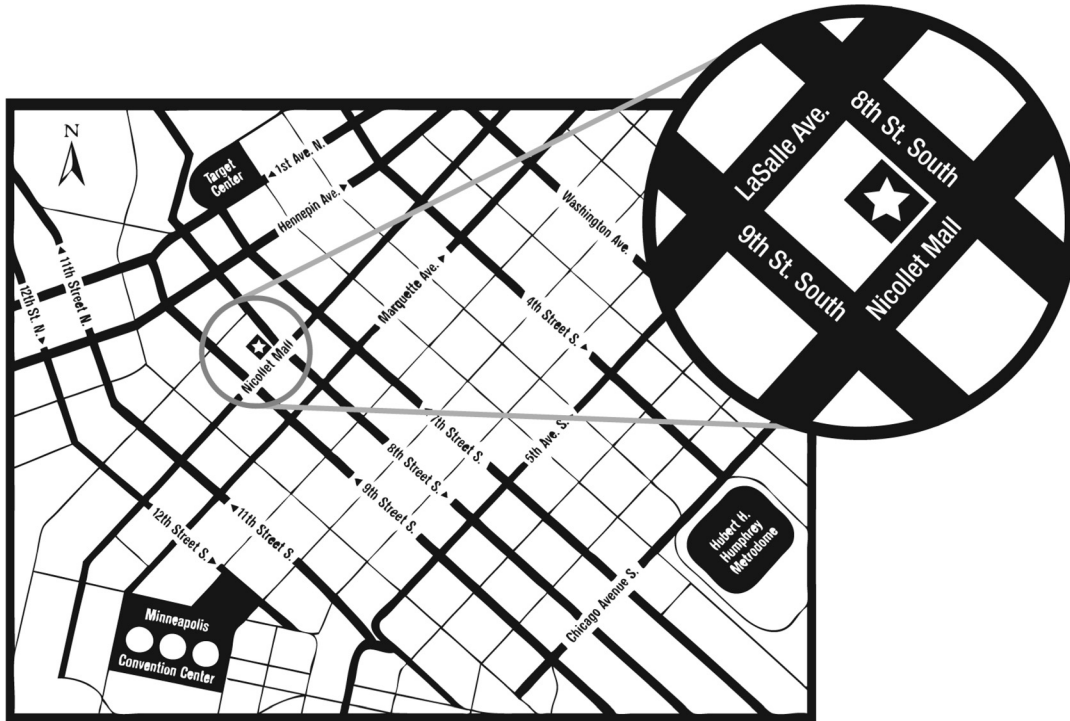 N
Target
Center
1st Ave. N.
Hennepin Ave.
Washington Ave.
11th Street N.
12th St. N.
Marquette Ave.
4th Street S.
Nicollet Mall
7th Street S.
8th Street S.
9th Street S.
5th Ave. S.
11th Street S.
12th Street S.
Chicago Avenue S.
Hubert H.
Humphrey
Metrodome
Minneapolis
Convention Center
LaSalle Ave.
8th St. South
9th St. South
Nicollet Mall